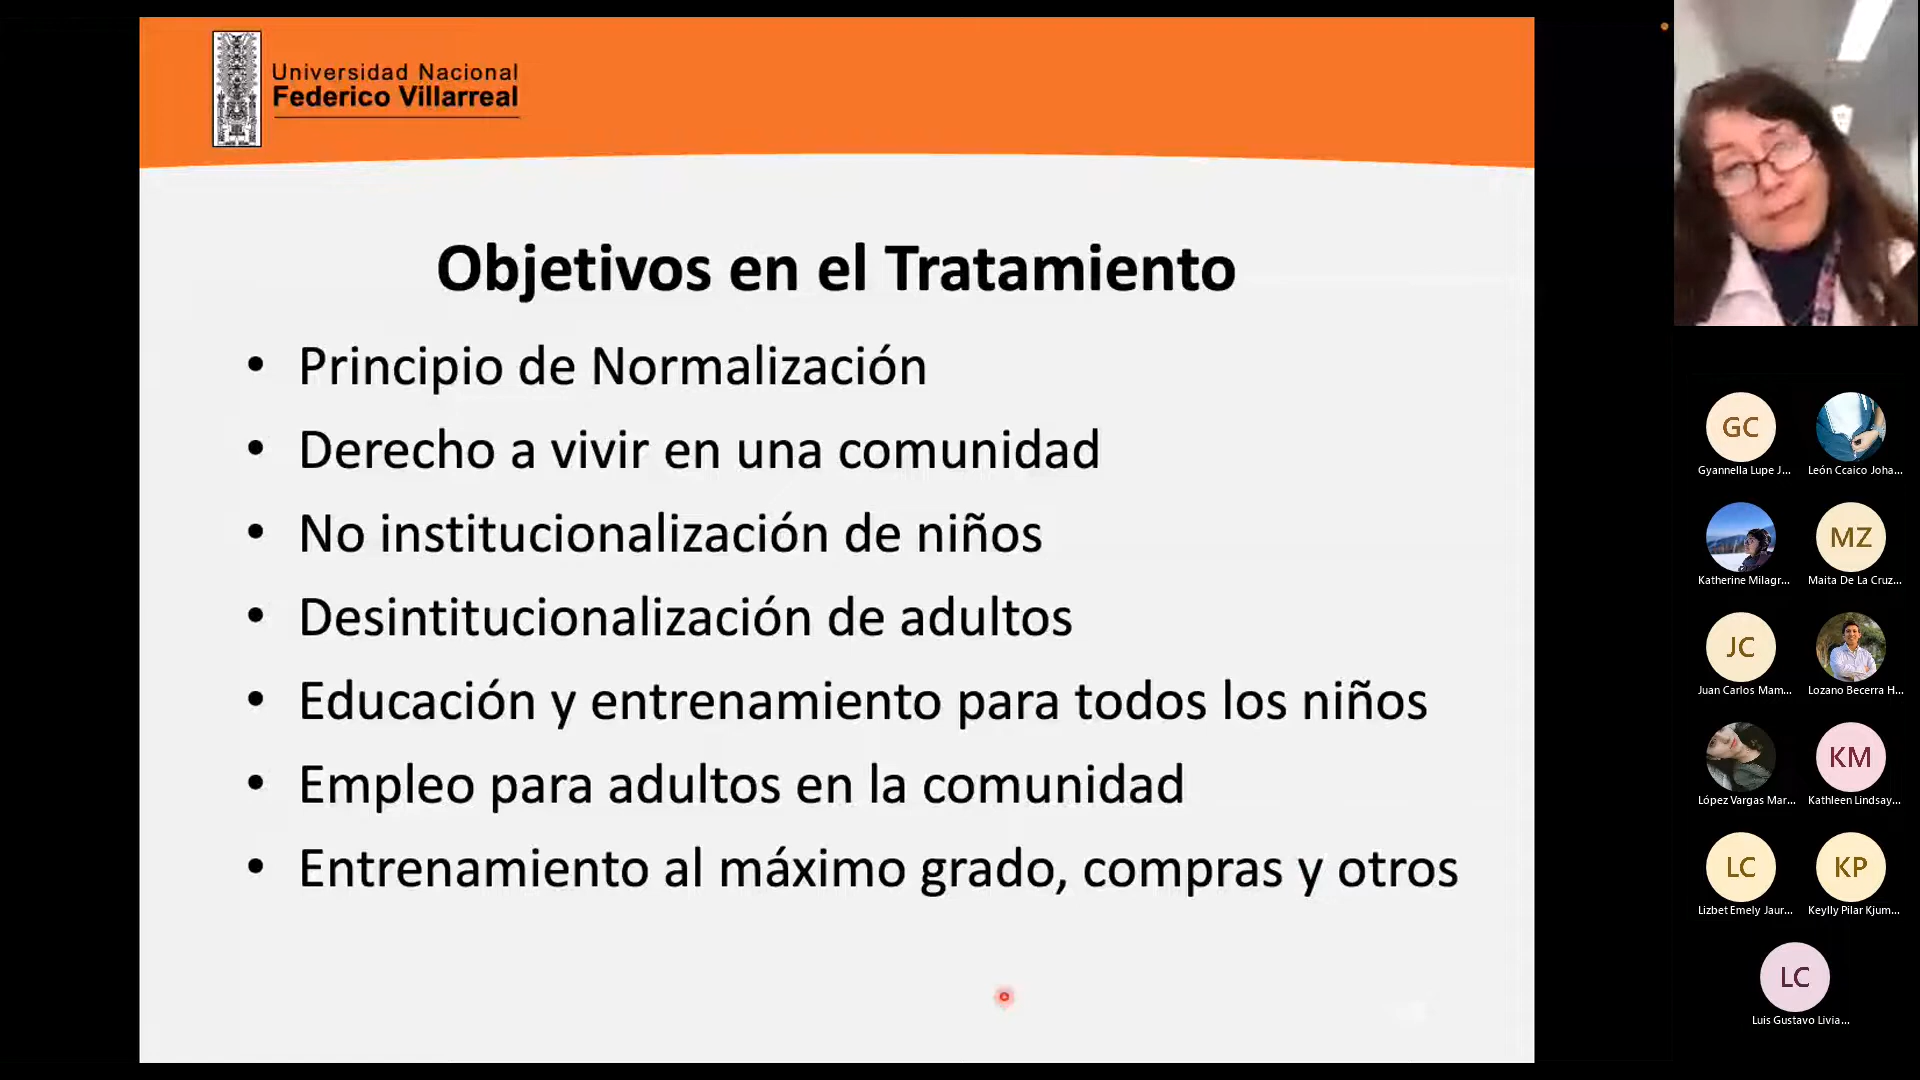 Universidad Nacional
Federico Villarreal
Objetivos en el Tratamiento
• Principio de Normalización
• Derecho a vivir en una comunidad
• No institucionalización de niños
• Desintitucionalización de adultos
• Educación y entrenamiento para todos los niños
• Empleo para adultos en la comunidad
• Entrenamiento al máximo grado, compras y otros
GC
Gyannella Lupe J...
León Ccaico Joha...
Katherine Milagr...
MZ
Maita De La Cruz...
JC
Juan Carlos Mam...
Lozano Becerra H...
López Vargas Mar...
KM
Kathleen Lindsay...
LC
Lizbet Emely Jaur...
KP
Keylly Pilar Kjum...
LC
Luis Gustavo Livia...